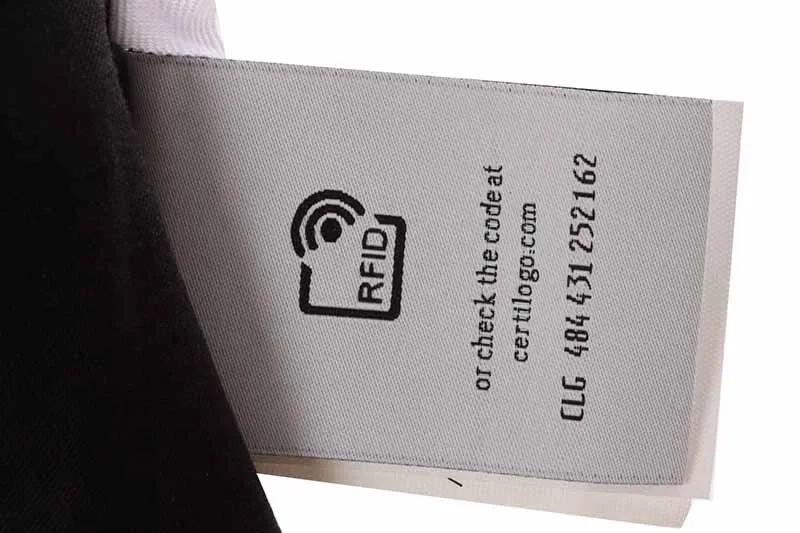 RFID
or check the code at
certilogo.com
CLG 484 431 252162